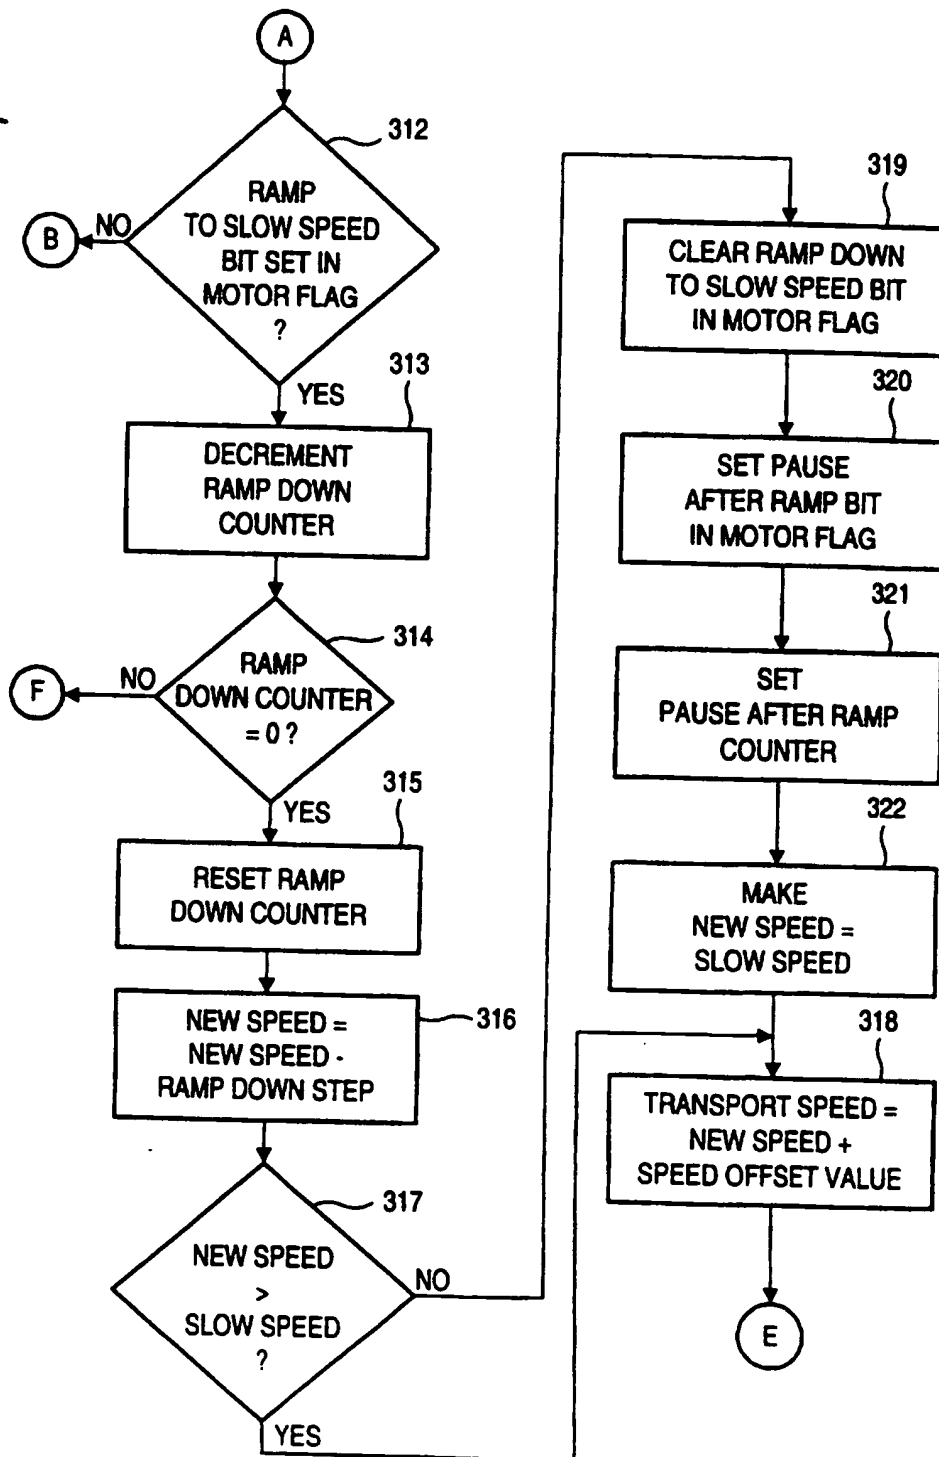 A
312
RAMP
TO SLOW SPEED
BIT SET IN
MOTOR FLAG
?
NO
B
YES
313
DECREMENT
RAMP DOWN
COUNTER
314
RAMP
DOWN COUNTER
= 0 ?
NO
F
YES
315
RESET RAMP
DOWN COUNTER
316
NEW SPEED =
NEW SPEED -
RAMP DOWN STEP
317
NEW SPEED
>
SLOW SPEED
?
NO
YES
319
CLEAR RAMP DOWN
TO SLOW SPEED BIT
IN MOTOR FLAG
320
SET PAUSE
AFTER RAMP BIT
IN MOTOR FLAG
321
SET
PAUSE AFTER RAMP
COUNTER
322
MAKE
NEW SPEED =
SLOW SPEED
318
TRANSPORT SPEED =
NEW SPEED +
SPEED OFFSET VALUE
E